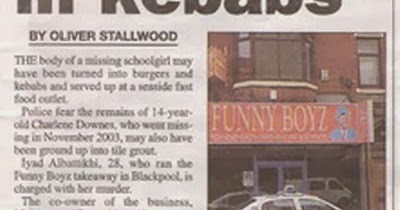 in kebabs
BY OLIVER STALLWOOD
THE body of a missing schoolgirl may
have been turned into burgers and
kebabs and served up at a seaside fast
food outlet.
Police fear the remains of 14-year-
old Charlene Downes, who went miss-
ing in November 2003, may also have
been ground up into tile grout.
Iyad Albattikhi, 28, who ran the
Funny Boyz takeaway in Blackpool, is
charged with her murder.
The co-owner of the business,
FUNNY BOYZ